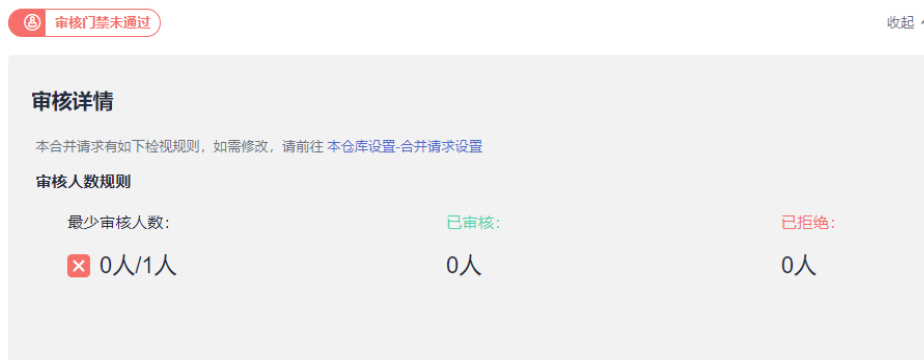 审核门禁未通过 收起
审核详情
本合并请求有如下检视规则，如需修改，请前往 本仓库设置-合并请求设置
审核人数规则
最少审核人数： 已审核： 已拒绝：
0人/1人 0人 0人